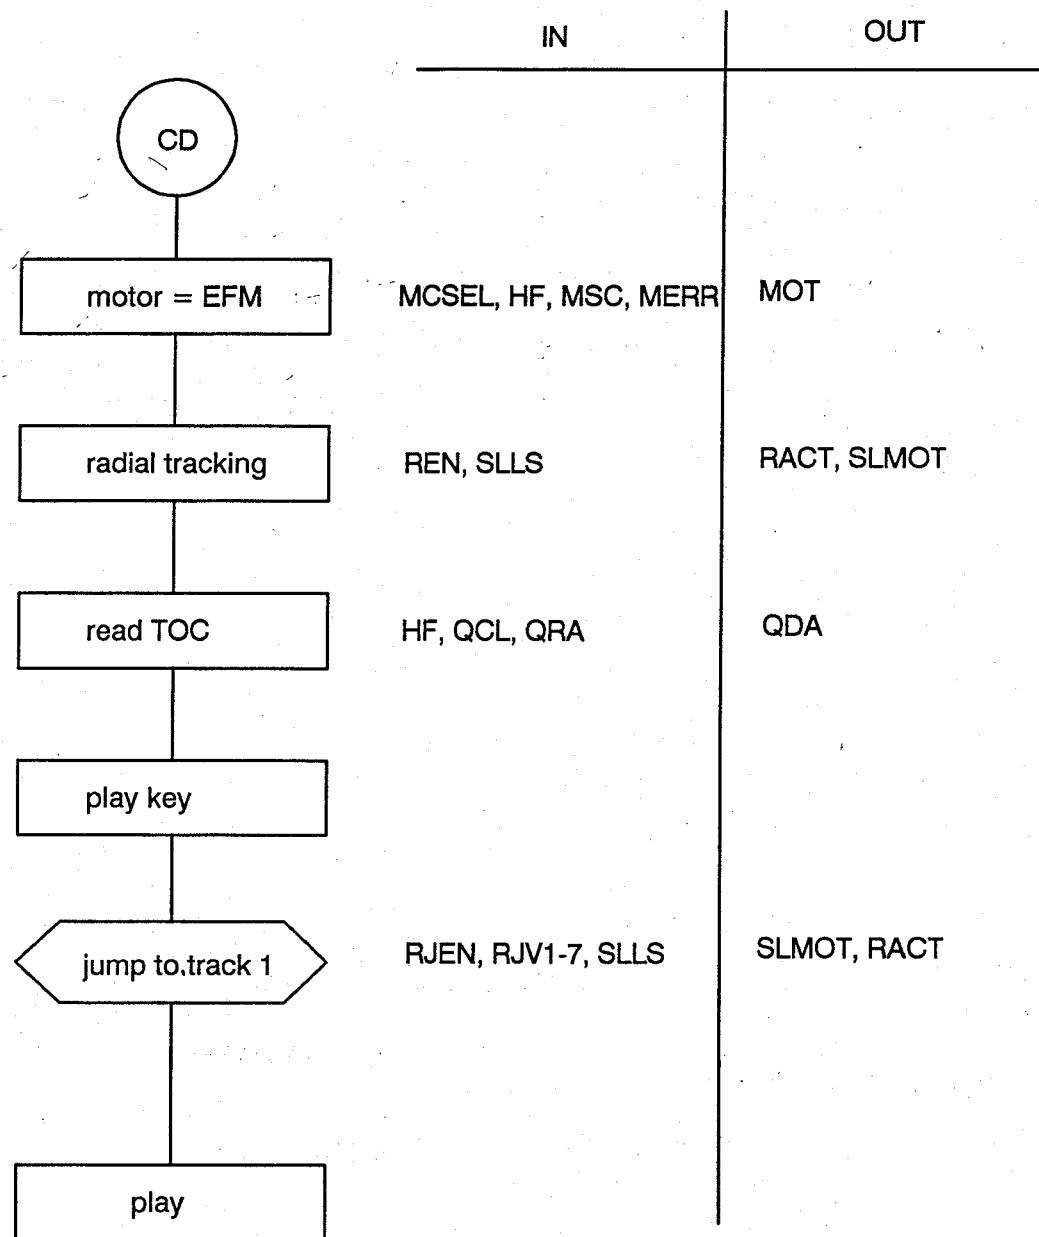 IN OUT
CD
motor = EFM MCSEL, HF, MSC, MERR MOT
radial tracking REN, SLLS RACT, SLMOT
read TOC HF, QCL, QRA QDA
play key
jump to.track 1 RJEN, RJV1-7, SLLS SLMOT, RACT
play